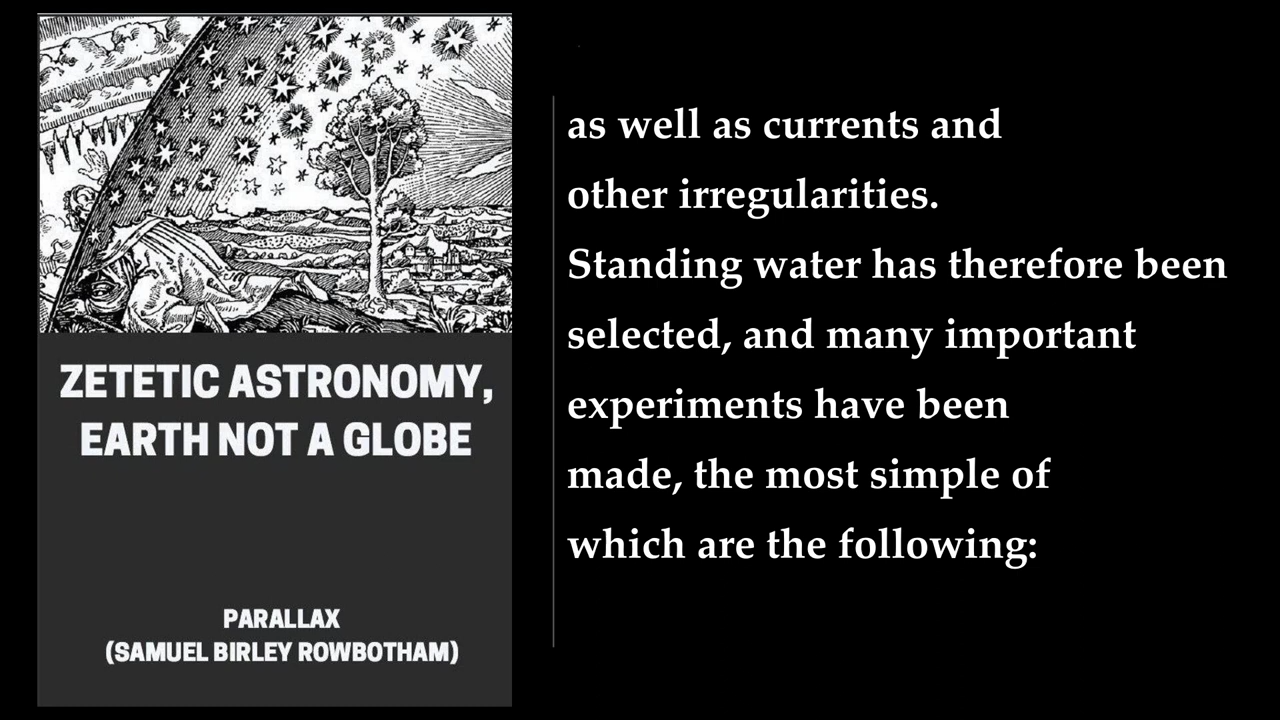 ZETETIC ASTRONOMY,
EARTH NOT A GLOBE
PARALLAX
(SAMUEL BIRLEY ROWBOTHAM)
as well as currents and
other irregularities.
Standing water has therefore been
selected, and many important
experiments have been
made, the most simple of
which are the following: